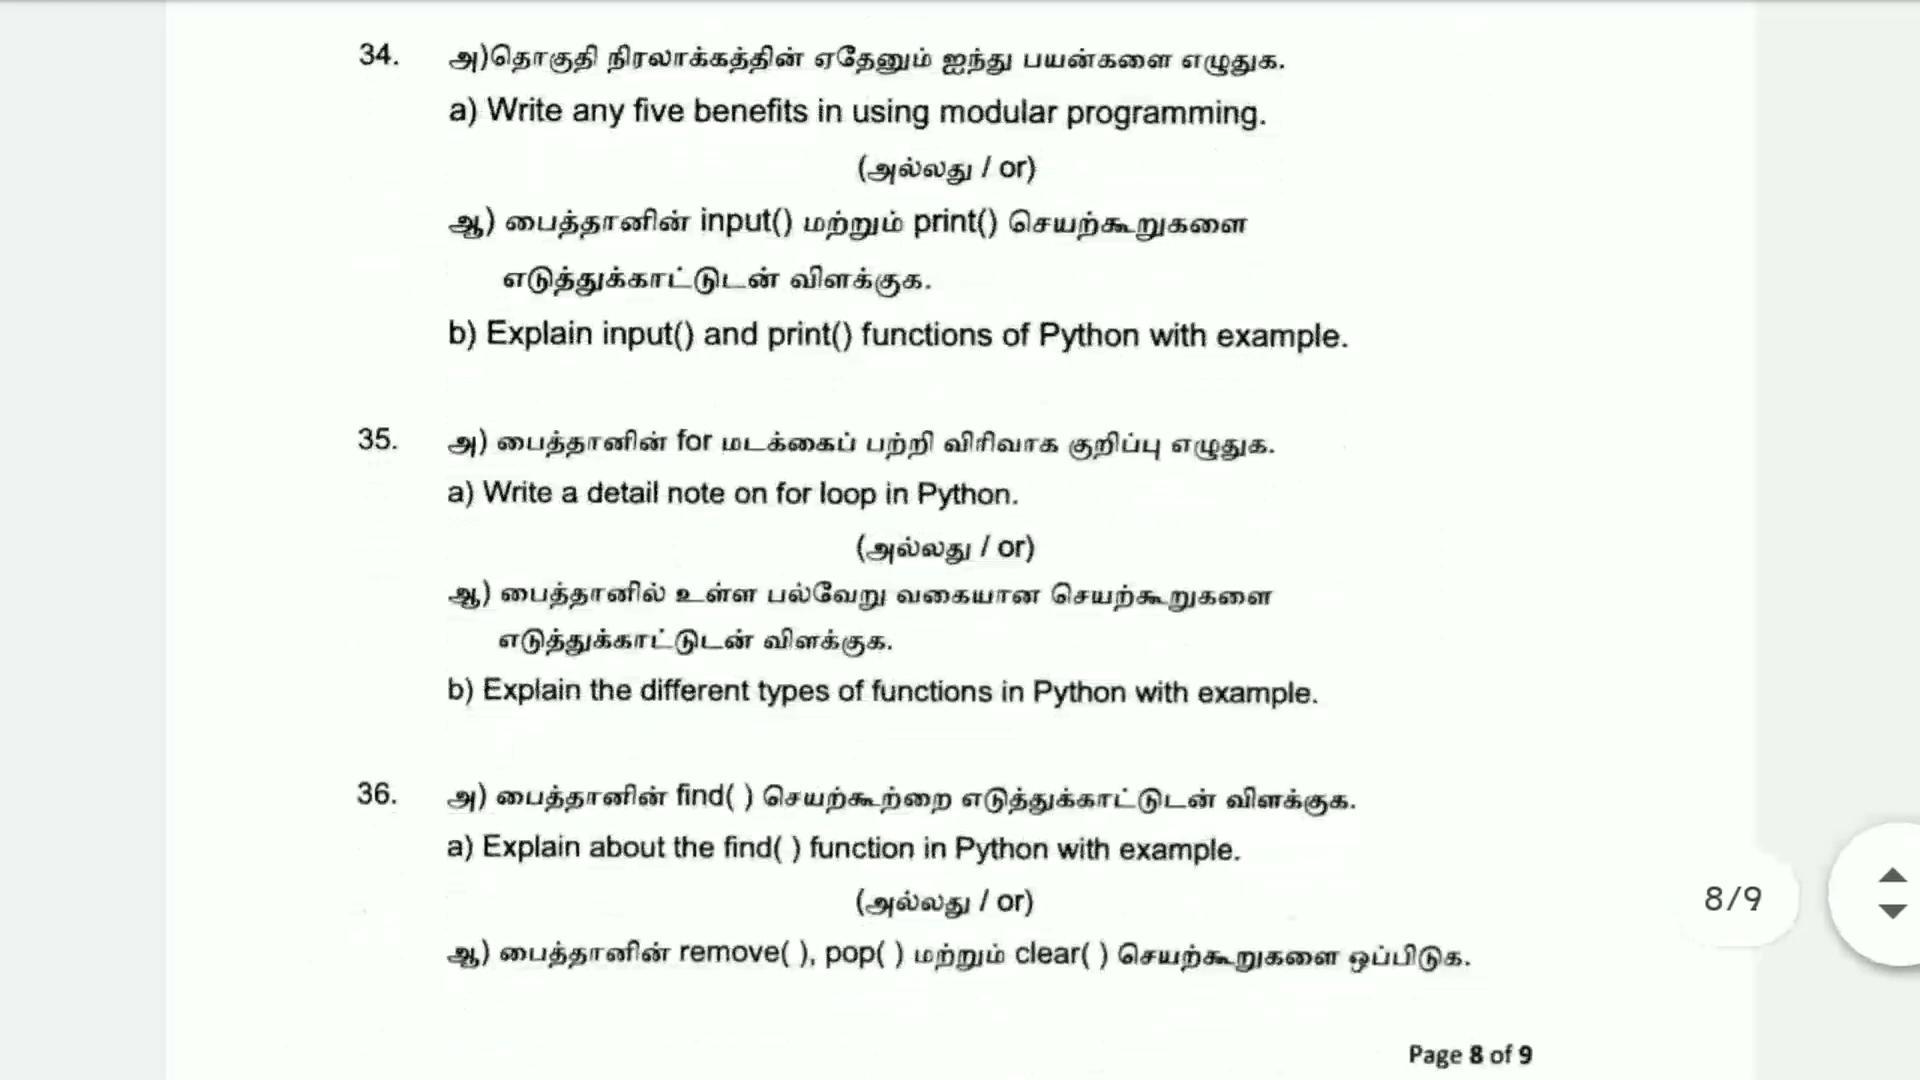 34. அ)தொகுதி நிரலாக்கத்தின் ஏதேனும் ஐந்து பயன்களை எழுதுக.
a) Write any five benefits in using modular programming.
(அல்லது / or)
ஆ) பைத்தானின் input() மற்றும் print() செயற்கூறுகளை
எடுத்துக்காட்டுடன் விளக்குக.
b) Explain input() and print() functions of Python with example.
35. அ) பைத்தானின் for மடக்கைப் பற்றி விரிவாக குறிப்பு எழுதுக.
a) Write a detail note on for loop in Python.
(அல்லது / or)
ஆ) பைத்தானில் உள்ள பல்வேறு வகையான செயற்கூறுகளை
எடுத்துக்காட்டுடன் விளக்குக.
b) Explain the different types of functions in Python with example.
36. அ) பைத்தானின் find( ) செயற்கூற்றை எடுத்துக்காட்டுடன் விளக்குக.
a) Explain about the find( ) function in Python with example.
(அல்லது / or)
8/9
ஆ) பைத்தானின் remove( ), pop( ) மற்றும் clear( ) செயற்கூறுகளை ஒப்பிடுக.
Page 8 of 9